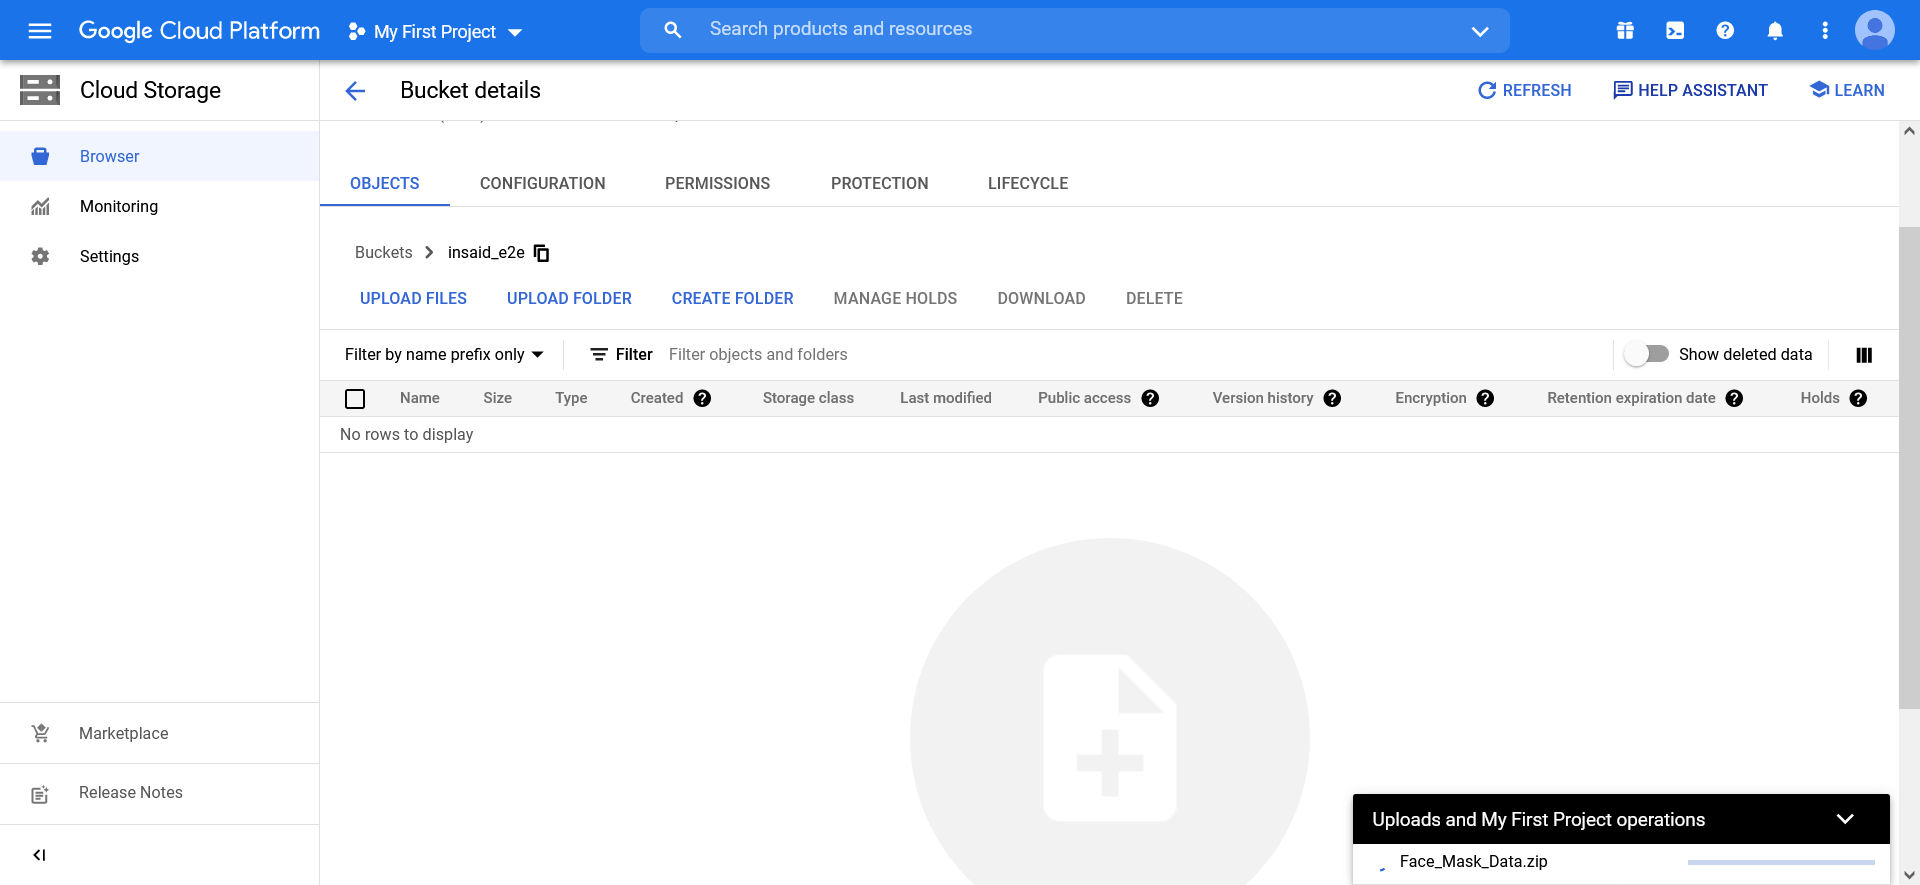 Google Cloud Platform
My First Project
Search products and resources
Cloud Storage
Bucket details
REFRESH
HELP ASSISTANT
LEARN
Browser
Monitoring
Settings
OBJECTS
CONFIGURATION
PERMISSIONS
PROTECTION
LIFECYCLE
Buckets
insaid_e2e
UPLOAD FILES
UPLOAD FOLDER
CREATE FOLDER
MANAGE HOLDS
DOWNLOAD
DELETE
Filter by name prefix only
Filter
Filter objects and folders
Show deleted data
Name
Size
Type
Created
Storage class
Last modified
Public access
Version history
Encryption
Retention expiration date
Holds
No rows to display
Marketplace
Release Notes
Uploads and My First Project operations
Face_Mask_Data.zip